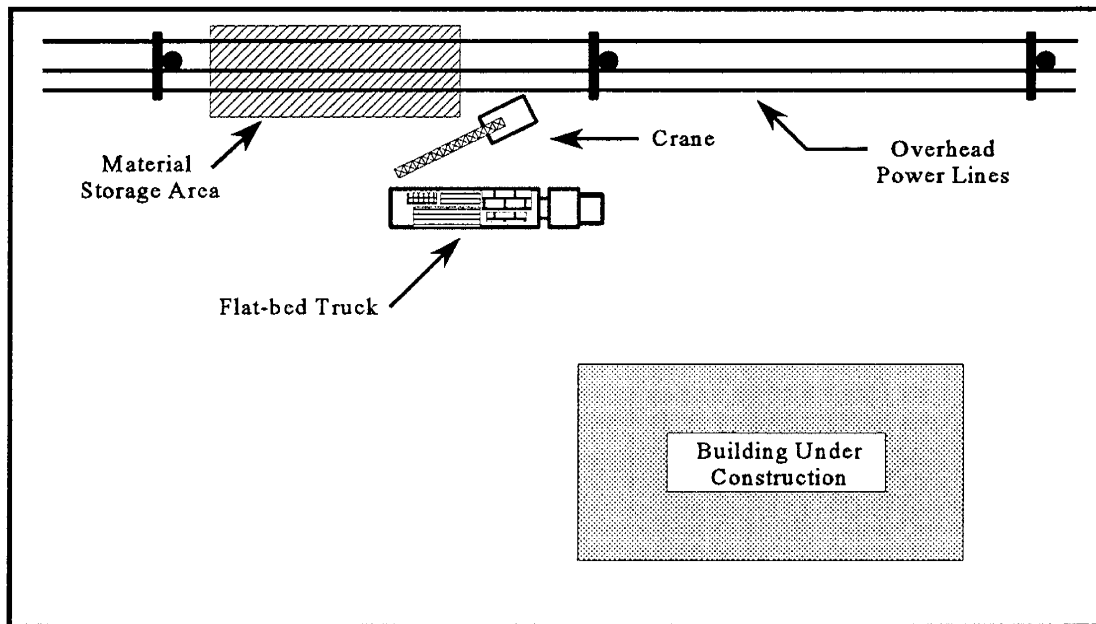 Material
Storage Area
Crane
Overhead
Power Lines
Flat-bed Truck
Building Under
Construction